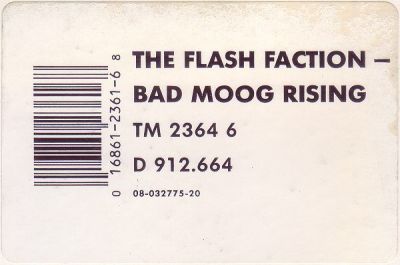 THE FLASH FACTION –
BAD MOOG RISING
TM 2364 6
D 912.664
08-032775-20
0 16861-2361-6 8